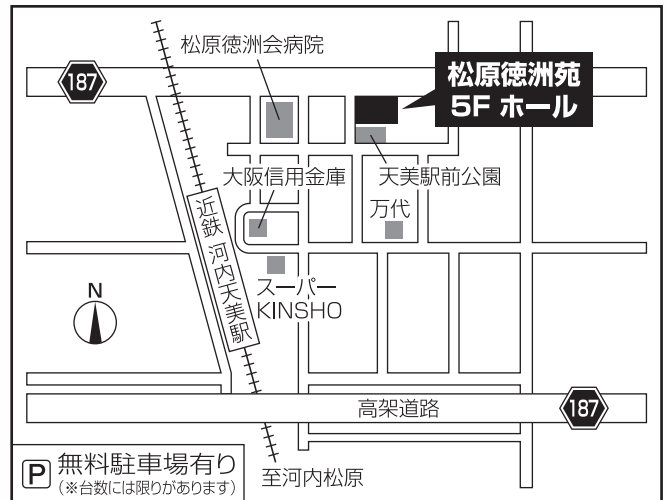 松原徳洲会病院
187
松原徳洲苑
5F ホール
大阪信用金庫
天美駅前公園
万代
近鉄 河内天美駅
スーパー
KINSHO
N
高架道路
187
P 無料駐車場有り
(※台数には限りがあります)
至河内松原